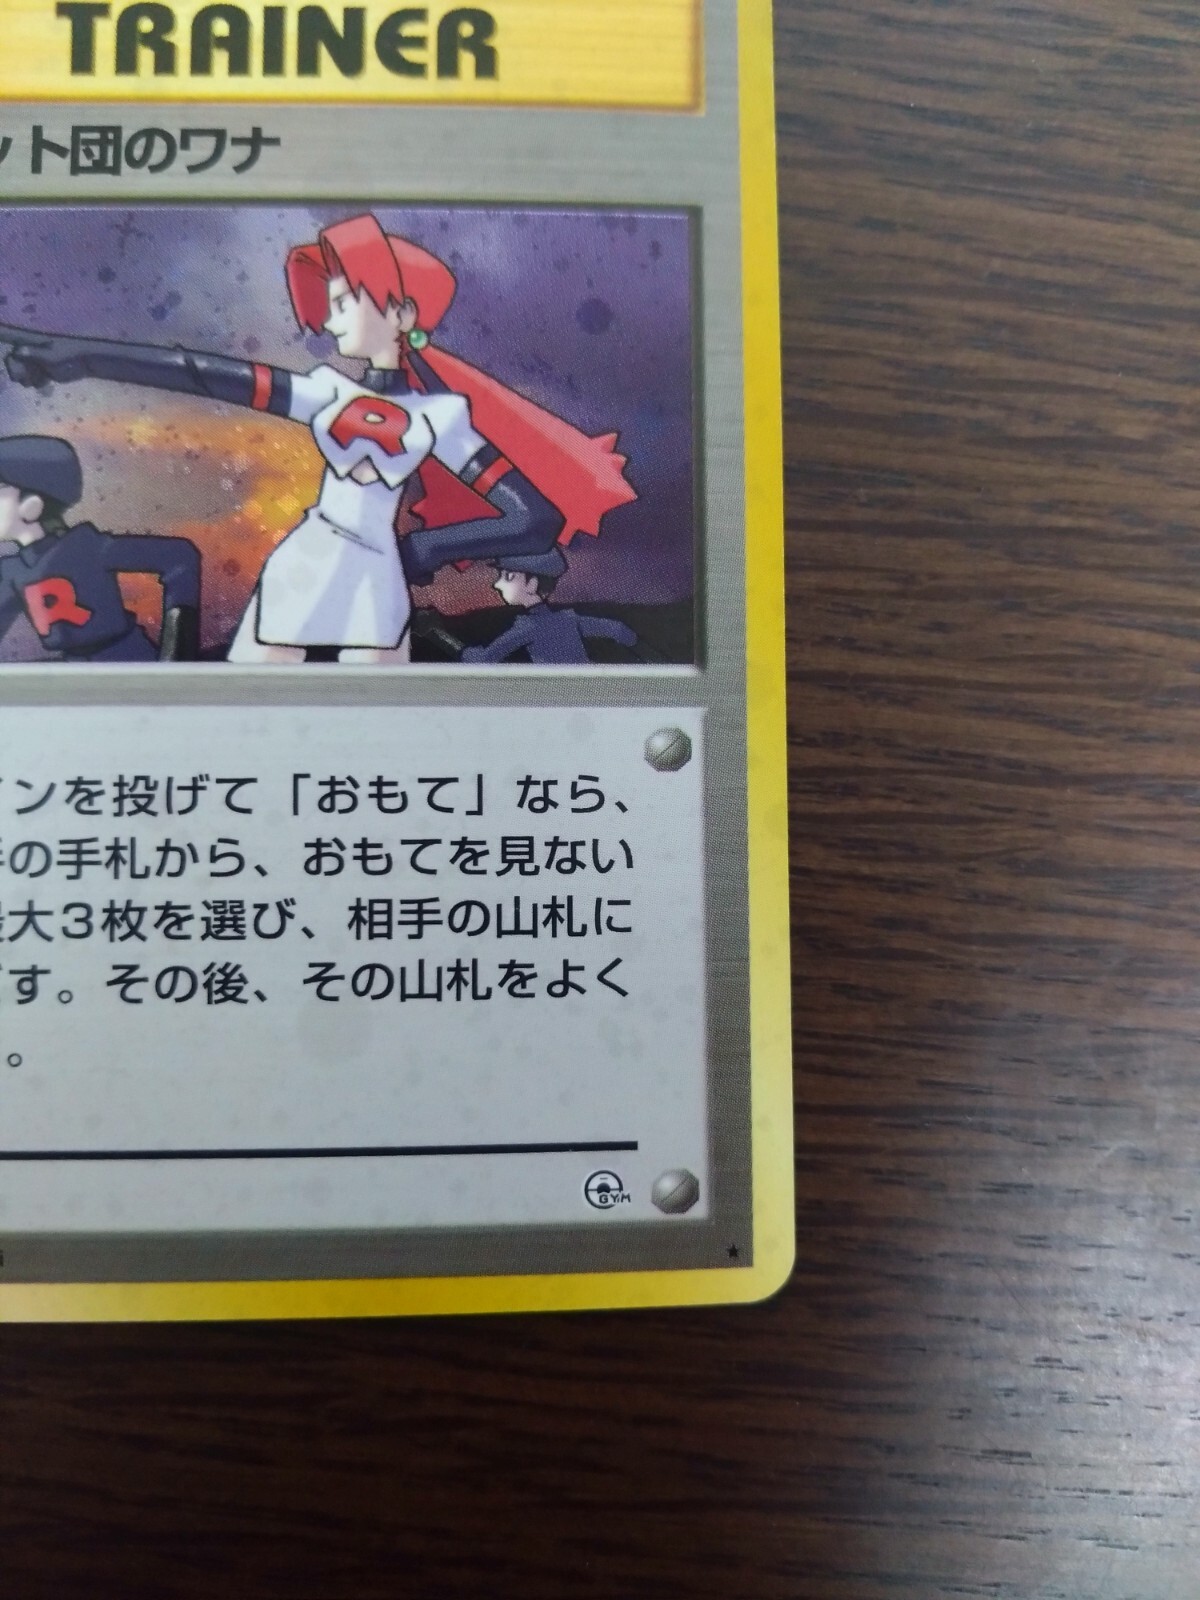 TRAINER
ット団のワナ
R
R
インを投げて「おもて」なら、
の手札から、おもてを見ない
大3枚を選び、相手の山札に
す。その後、その山札をよく
。
GYM
★